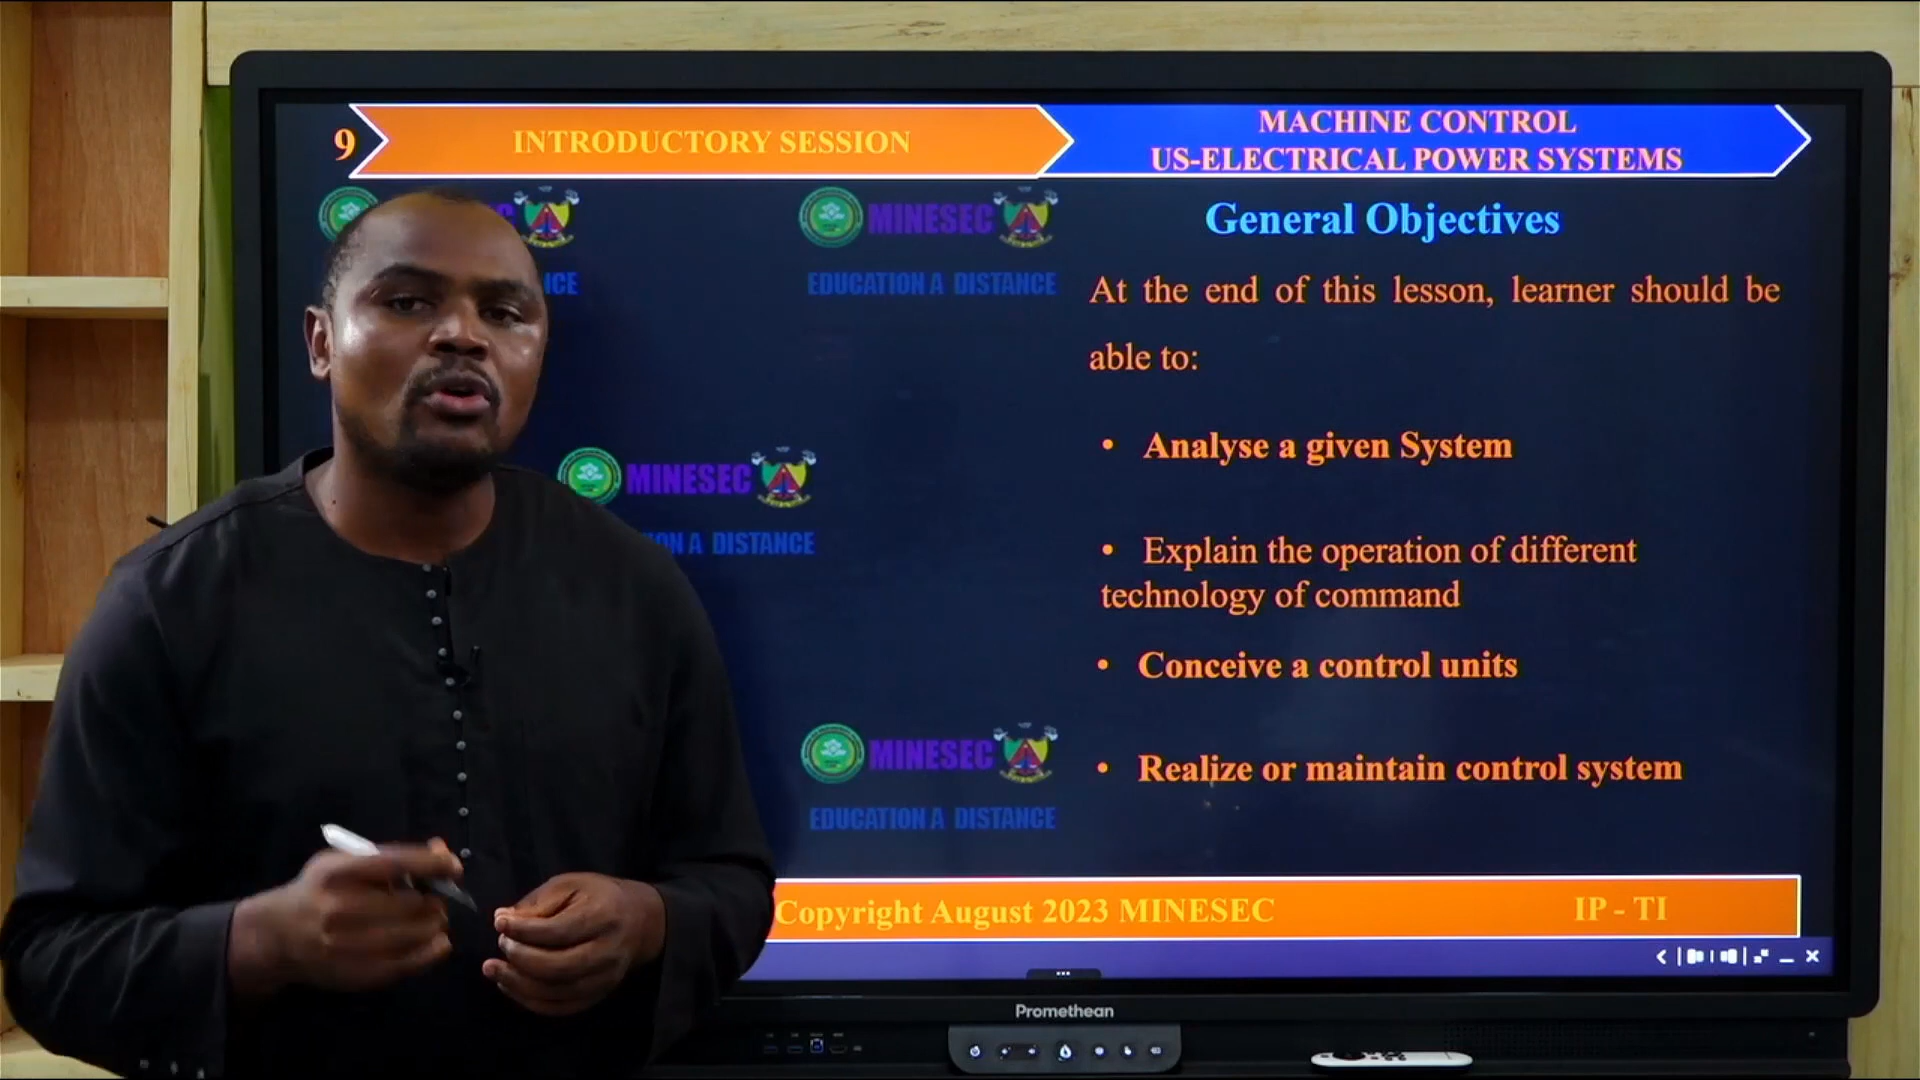 9
INTRODUCTORY SESSION
MACHINE CONTROL
US-ELECTRICAL POWER SYSTEMS
MINESEC
EDUCATION A DISTANCE
General Objectives
At the end of this lesson, learner should be
able to:
• Analyse a given System
MINESEC
A DISTANCE
• Explain the operation of different
technology of command
• Conceive a control units
MINESEC
EDUCATION A DISTANCE
• Realize or maintain control system
Copyright August 2023 MINESEC
IP - TI
Promethean